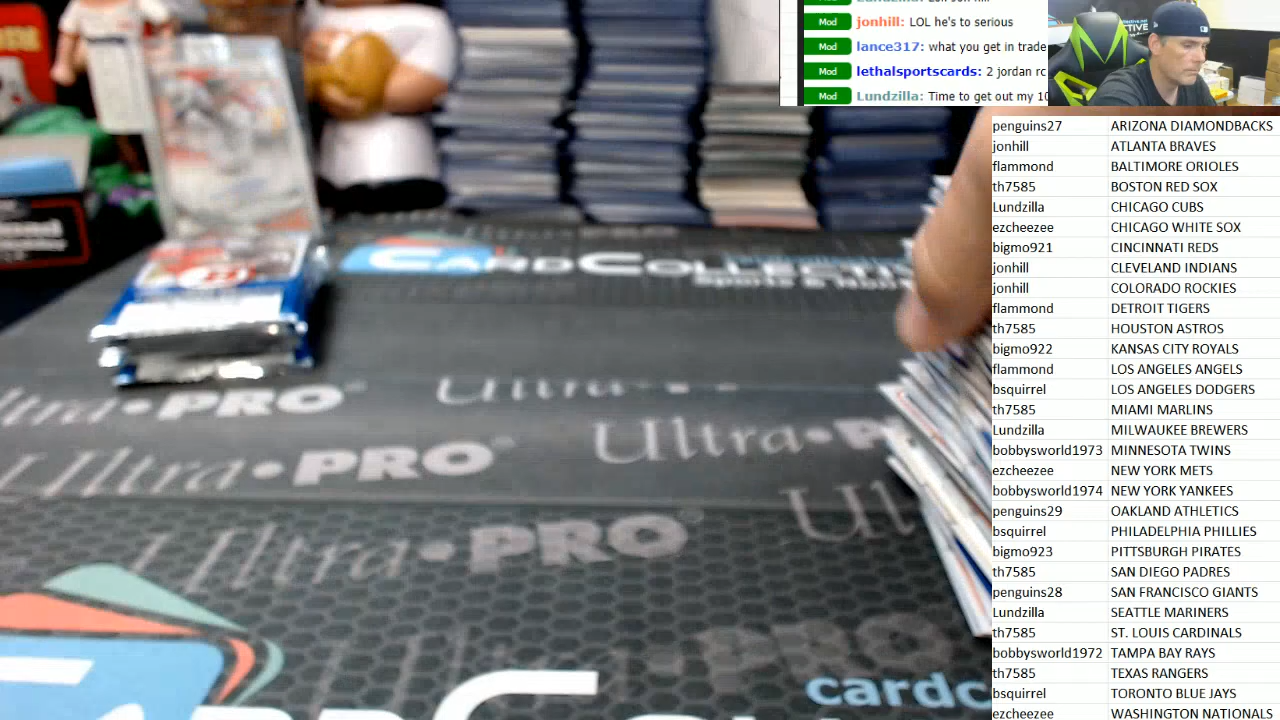 Mod jonhill: LOL he's to serious
Mod lance317: what you get in trade
Mod lethalsportscards: 2 jordan rc
Mod Lundzilla: Time to get out my 10
penguins27 ARIZONA DIAMONDBACKS
jonhill ATLANTA BRAVES
flammond BALTIMORE ORIOLES
th7585 BOSTON RED SOX
Lundzilla CHICAGO CUBS
ezcheezee CHICAGO WHITE SOX
bigmo921 CINCINNATI REDS
jonhill CLEVELAND INDIANS
jonhill COLORADO ROCKIES
flammond DETROIT TIGERS
th7585 HOUSTON ASTROS
bigmo922 KANSAS CITY ROYALS
flammond LOS ANGELES ANGELS
bsquirrel LOS ANGELES DODGERS
th7585 MIAMI MARLINS
Lundzilla MILWAUKEE BREWERS
bobbysworld1973 MINNESOTA TWINS
ezcheezee NEW YORK METS
bobbysworld1974 NEW YORK YANKEES
penguins29 OAKLAND ATHLETICS
bsquirrel PHILADELPHIA PHILLIES
bigmo923 PITTSBURGH PIRATES
th7585 SAN DIEGO PADRES
penguins28 SAN FRANCISCO GIANTS
Lundzilla SEATTLE MARINERS
th7585 ST. LOUIS CARDINALS
bobbysworld1972 TAMPA BAY RAYS
th7585 TEXAS RANGERS
bsquirrel TORONTO BLUE JAYS
ezcheezee WASHINGTON NATIONALS
CARDCOLLECTIV
Sports &
ltra•PRO Ultra
Ultra•PRO Ultra•P
Ultra•PRO Ul
PRO
cardc